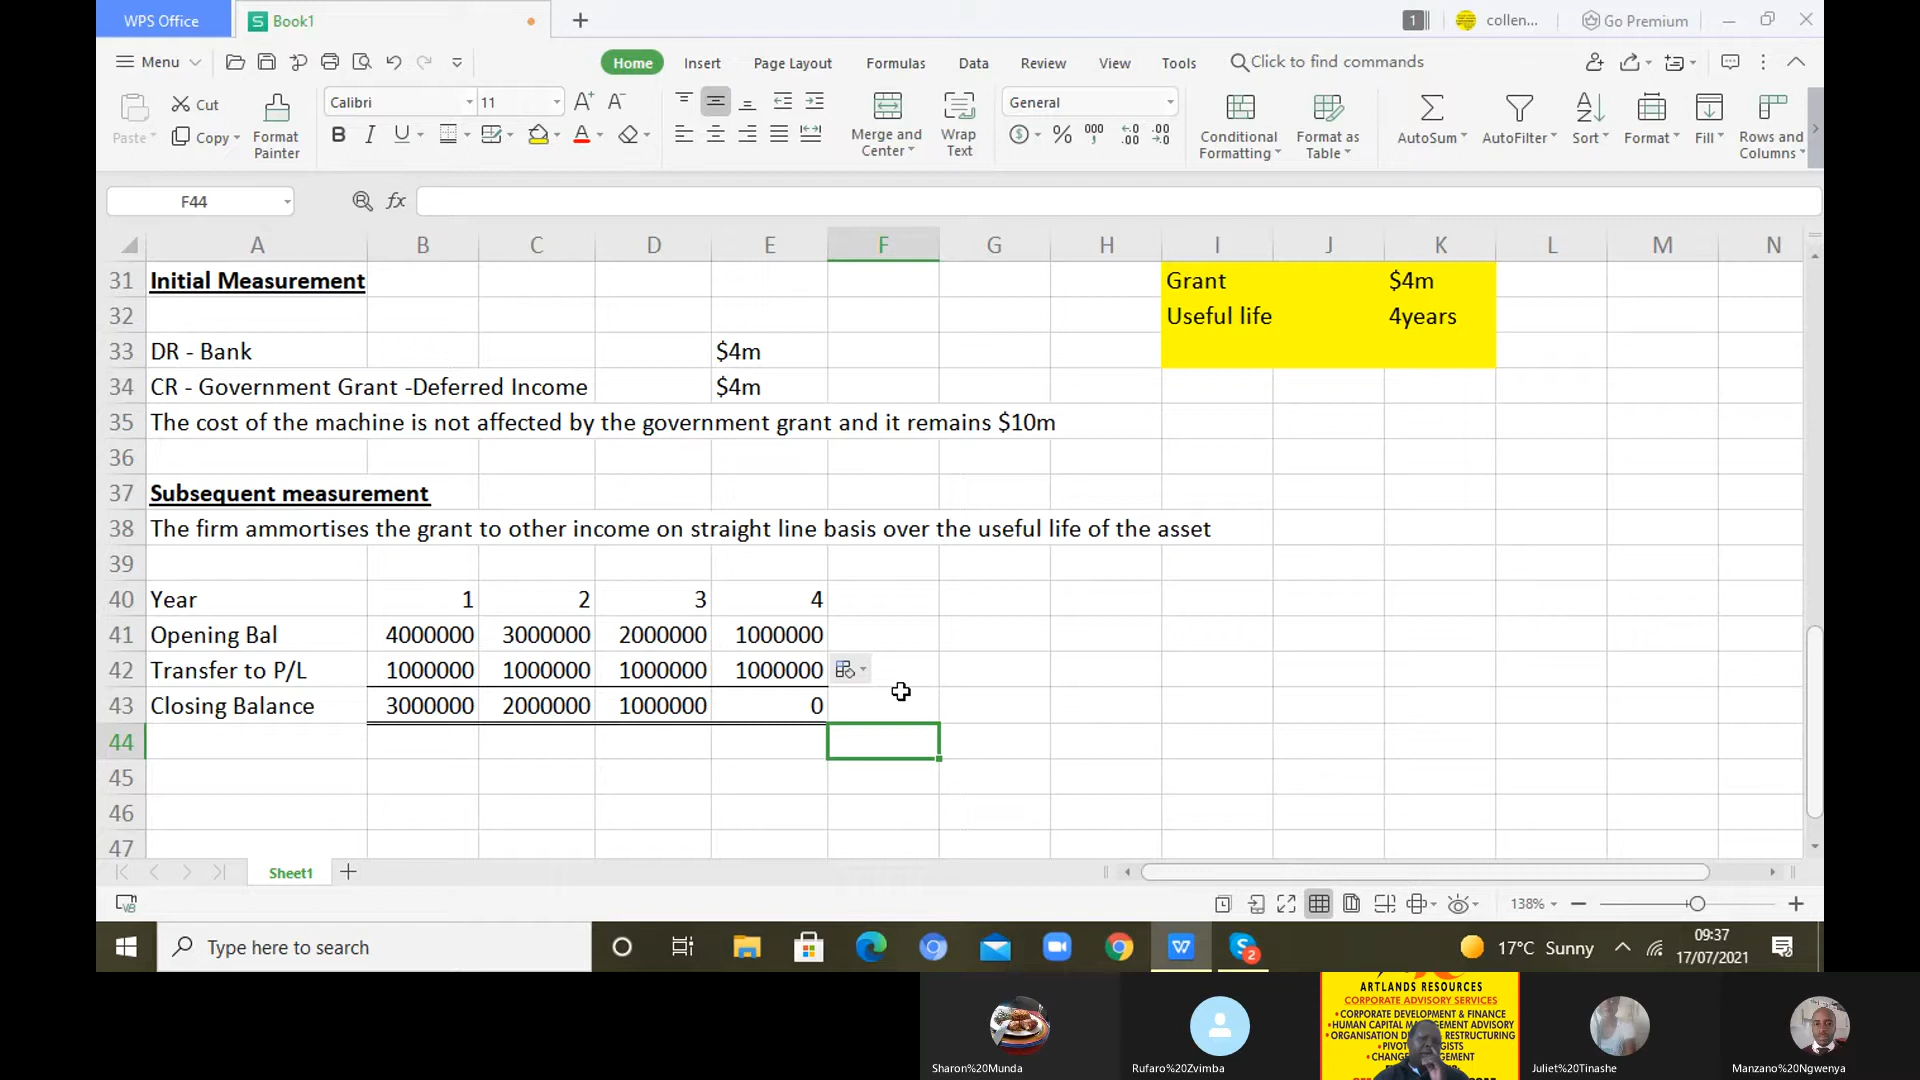 WPS Office
Book1
1
collen...
Go Premium
Menu
Home
Insert
Page Layout
Formulas
Data
Review
View
Tools
Click to find commands
Paste
Cut
Copy
Format Painter
Calibri
11
Merge and Center
Wrap Text
General
Conditional Formatting
Format as Table
AutoSum
AutoFilter
Sort
Format
Fill
Rows and Columns
F44
A B C D E F G H I J K L M N
31 Initial Measurement Grant $4m
32 Useful life 4years
33 DR - Bank $4m
34 CR - Government Grant -Deferred Income $4m
35 The cost of the machine is not affected by the government grant and it remains $10m
36
37 Subsequent measurement
38 The firm ammortises the grant to other income on straight line basis over the useful life of the asset
39
40 Year 1 2 3 4
41 Opening Bal 4000000 3000000 2000000 1000000
42 Transfer to P/L 1000000 1000000 1000000 1000000
43 Closing Balance 3000000 2000000 1000000 0
44
45
46
47
Sheet1
138%
Type here to search
2
17°C Sunny
09:37
17/07/2021
ARTLANDS RESOURCES
CORPORATE ADVISORY SERVICES
• CORPORATE DEVELOPMENT & FINANCE
Sharon%20Munda
Rufaro%20Zvimba
Juliet%20Tinashe
Manzano%20Ngwenya